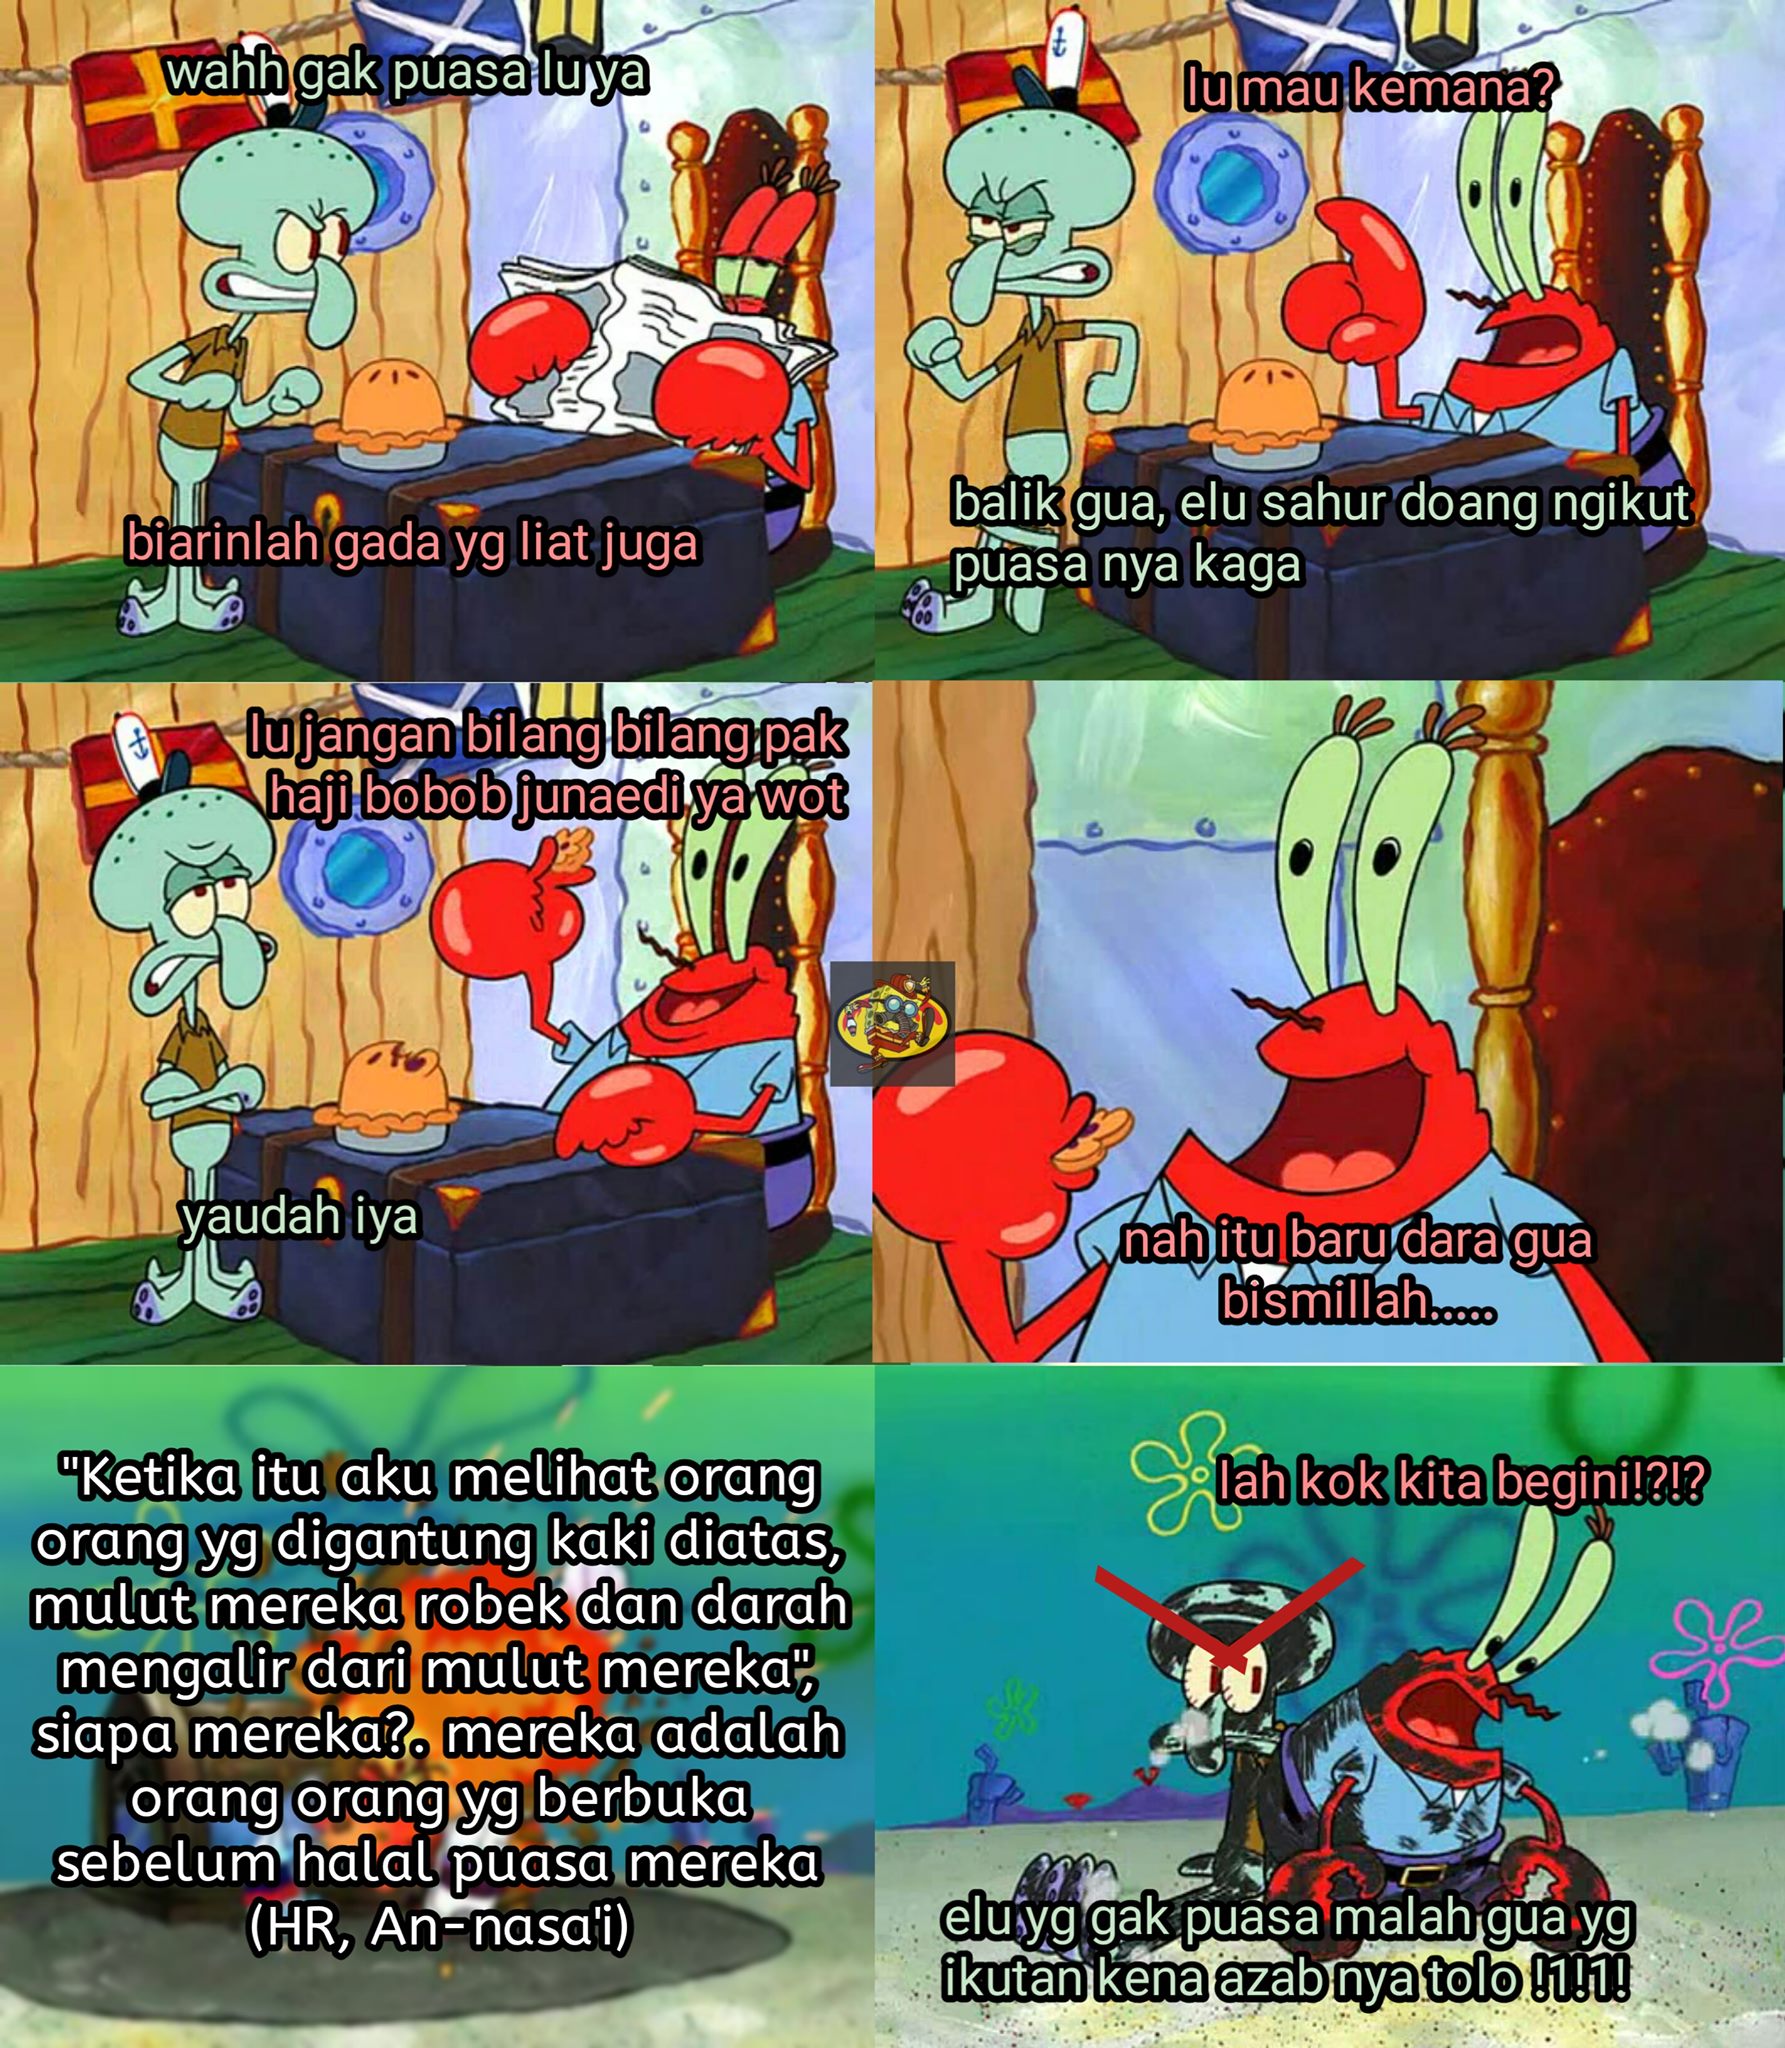 wahh gak puasa lu ya
biarinlah gada yg liat juga
lu mau kemana?
balik gua, elu sahur doang ngikut
puasa nya kaga
lu jangan bilang bilang pak
haji bobob junaedi ya wot
yaudah iya
nah itu baru dara gua
bismillah.....
"Ketika itu aku melihat orang
orang yg digantung kaki diatas,
mulut mereka robek dan darah
mengalir dari mulut mereka",
siapa mereka?. mereka adalah
orang orang yg berbuka
sebelum halal puasa mereka
(HR, An-nasa'i)
lah kok kita begini!?!?
elu yg gak puasa malah gua yg
ikutan kena azab nya tolo !1!1!